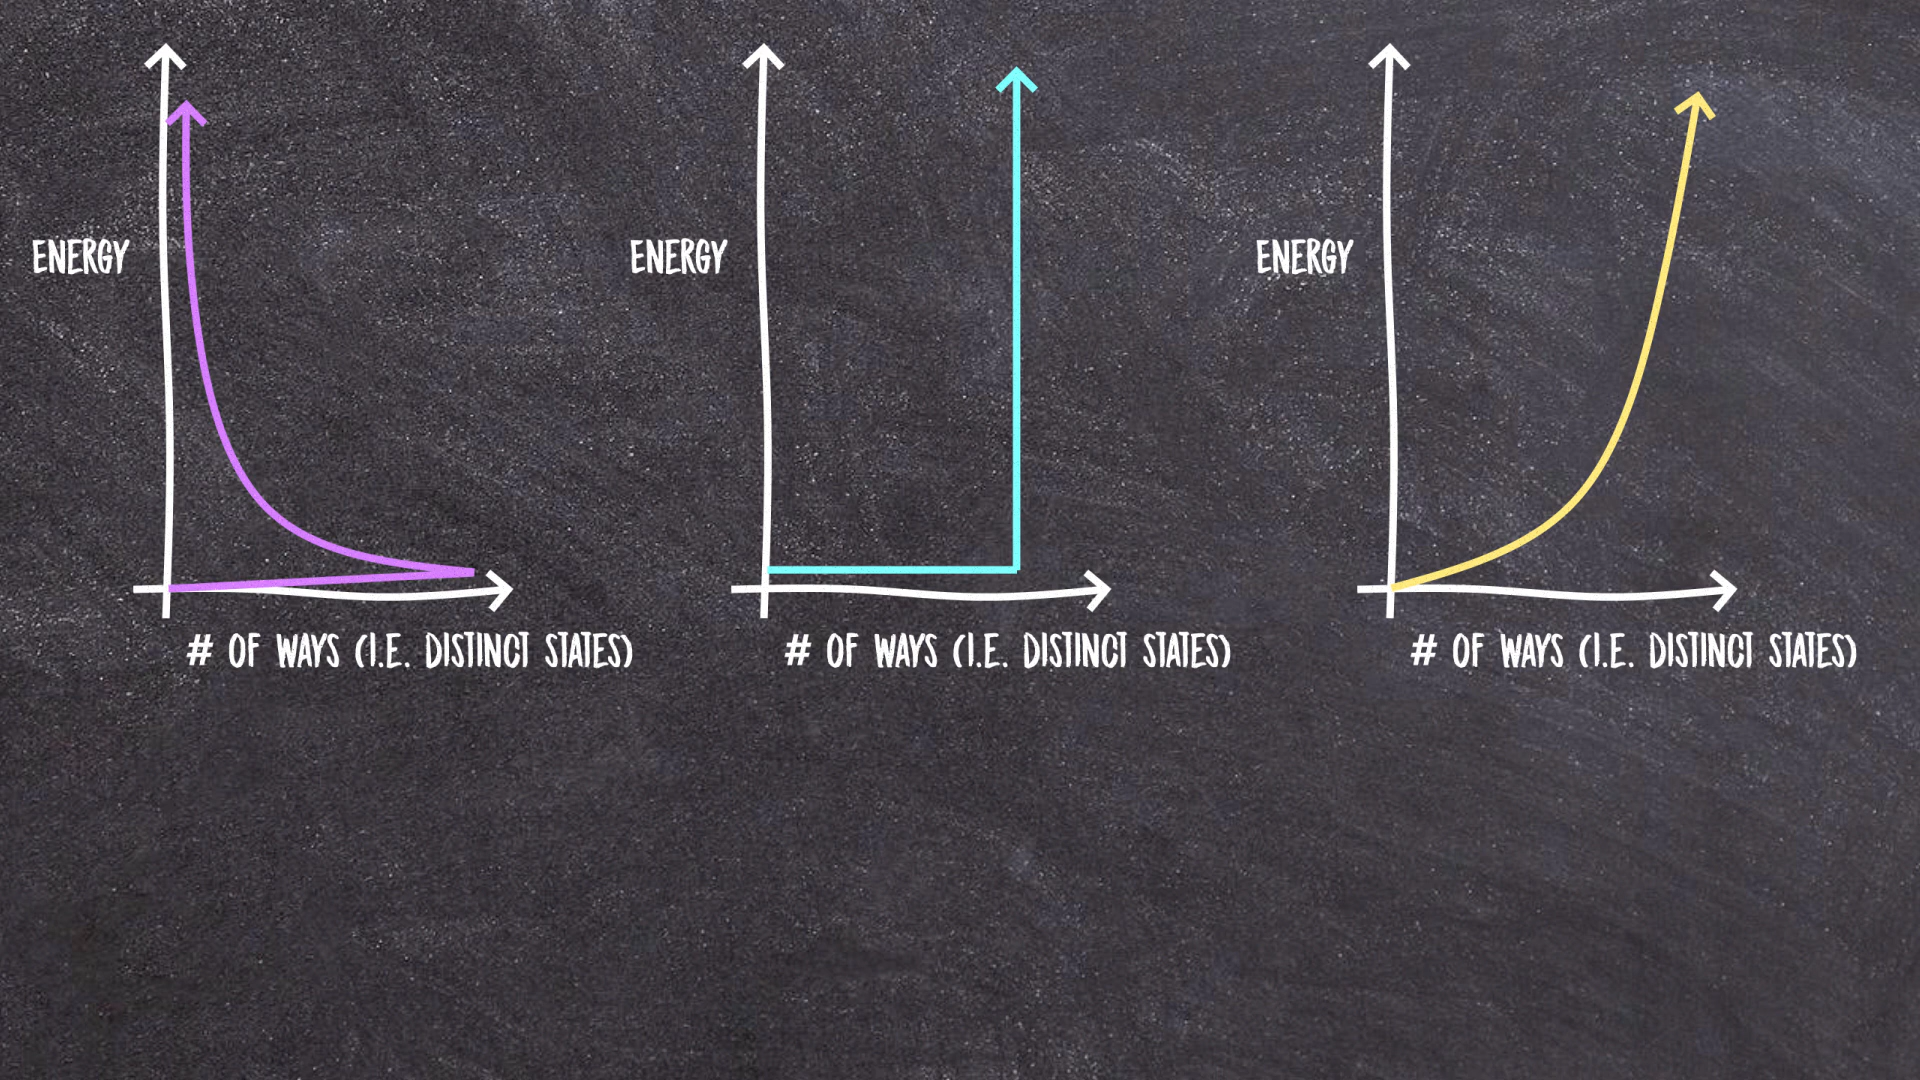 ENERGY
# OF WAYS (I.E. DISTINCT STATES)
ENERGY
# OF WAYS (I.E. DISTINCT STATES)
ENERGY
# OF WAYS (I.E. DISTINCT STATES)